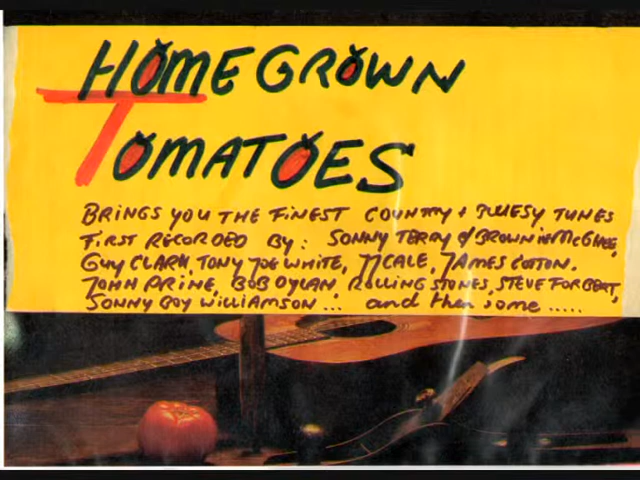 HOMEGROWN
TOMATOES
BRINGS YOU THE FINEST COUNTRY + BLUESY TUNES
FIRST RECORDED BY: SONNY TERRY & BROWNIE McGHEE,
GUY CLARK, TONY JOE WHITE, JJ CALE, JAMES COTTON.
JOHN PRINE, BOB DYLAN, ROLLING STONES, STEVE FORBERT,
SONNY BOY WILLIAMSON ... and then some .....